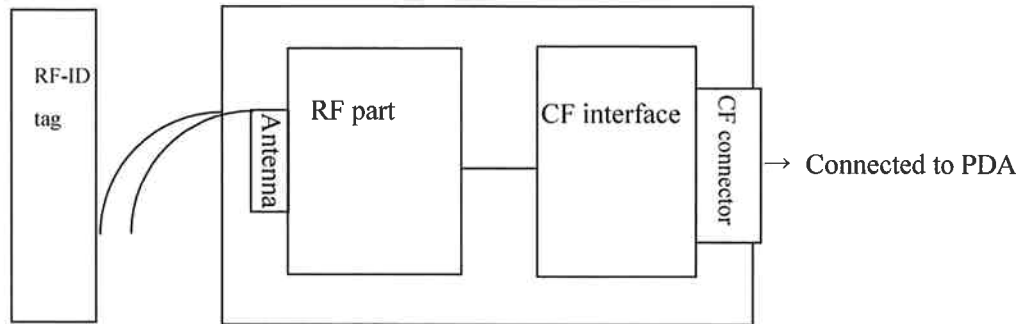 RF-ID
tag
Antenna
RF part
CF interface
CF connector
→ Connected to PDA